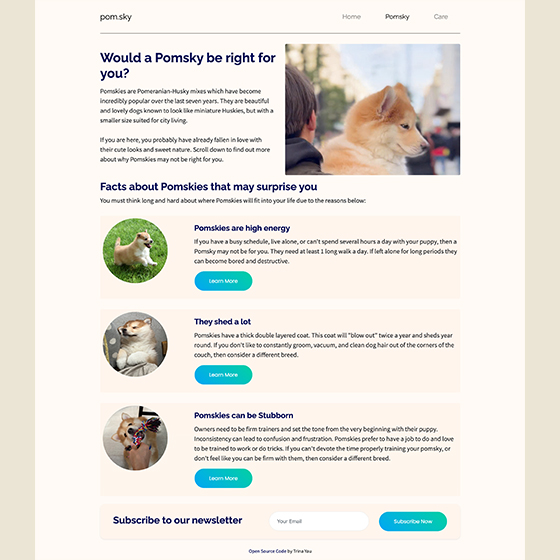 pom.sky
Home
Pomsky
Care
Would a Pomsky be right for
you?
Pomskies are Pomeranian-Husky mixes which have become
incredibly popular over the last seven years. They are beautiful
and lovely dogs known to look like miniature Huskies, but with a
smaller size suited for city living.
If you are here, you probably have already fallen in love with
their cute looks and sweet nature. Scroll down to find out more
about why Pomskies may not be right for you.
Facts about Pomskies that may surprise you
You must think long and hard about where Pomskies will fit into your life due to the reasons below:
Pomskies are high energy
If you have a busy schedule, live alone, or can't spend several hours a day with your puppy, then a
Pomsky may not be for you. They need at least 1 long walk a day. If left alone for long periods they
can become bored and destructive.
Learn More
They shed a lot
Pomskies have a thick double layered coat. This coat will "blow out" twice a year and sheds year
round. If you don't like to constantly groom, vacuum, and clean dog hair out of the corners of the
couch, then consider a different breed.
Learn More
Pomskies can be Stubborn
Owners need to be firm trainers and set the tone from the very beginning with their puppy.
Inconsistency can lead to confusion and frustration. Pomskies prefer to have a job to do and love
to be trained to work or do tricks. If you can't devote the time properly training your pomsky, or
don't feel like you can be firm with them, then consider a different breed.
Learn More
Subscribe to our newsletter
Your Email
Subscribe Now
Open Source Code by Trina Yau